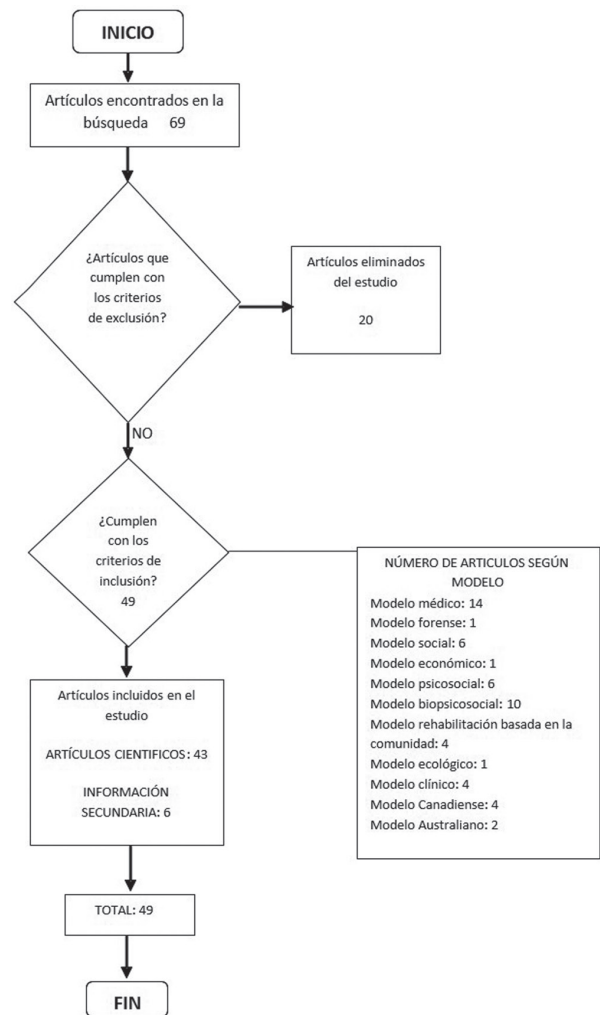 INICIO
Artículos encontrados en la
búsqueda 69
¿Artículos que
cumplen con
los criterios
de exclusión?
Artículos eliminados
del estudio
20
NO
¿Cumplen
con los
criterios de
inclusión?
49
NÚMERO DE ARTICULOS SEGÚN
MODELO
Modelo médico: 14
Modelo forense: 1
Modelo social: 6
Modelo económico: 1
Modelo psicosocial: 6
Modelo biopsicosocial: 10
Modelo rehabilitación basada en la
comunidad: 4
Modelo ecológico: 1
Modelo clínico: 4
Modelo Canadiense: 4
Modelo Australiano: 2
Artículos incluidos en el
estudio
ARTÍCULOS CIENTIFICOS: 43
INFORMACIÓN
SECUNDARIA: 6
TOTAL: 49
FIN